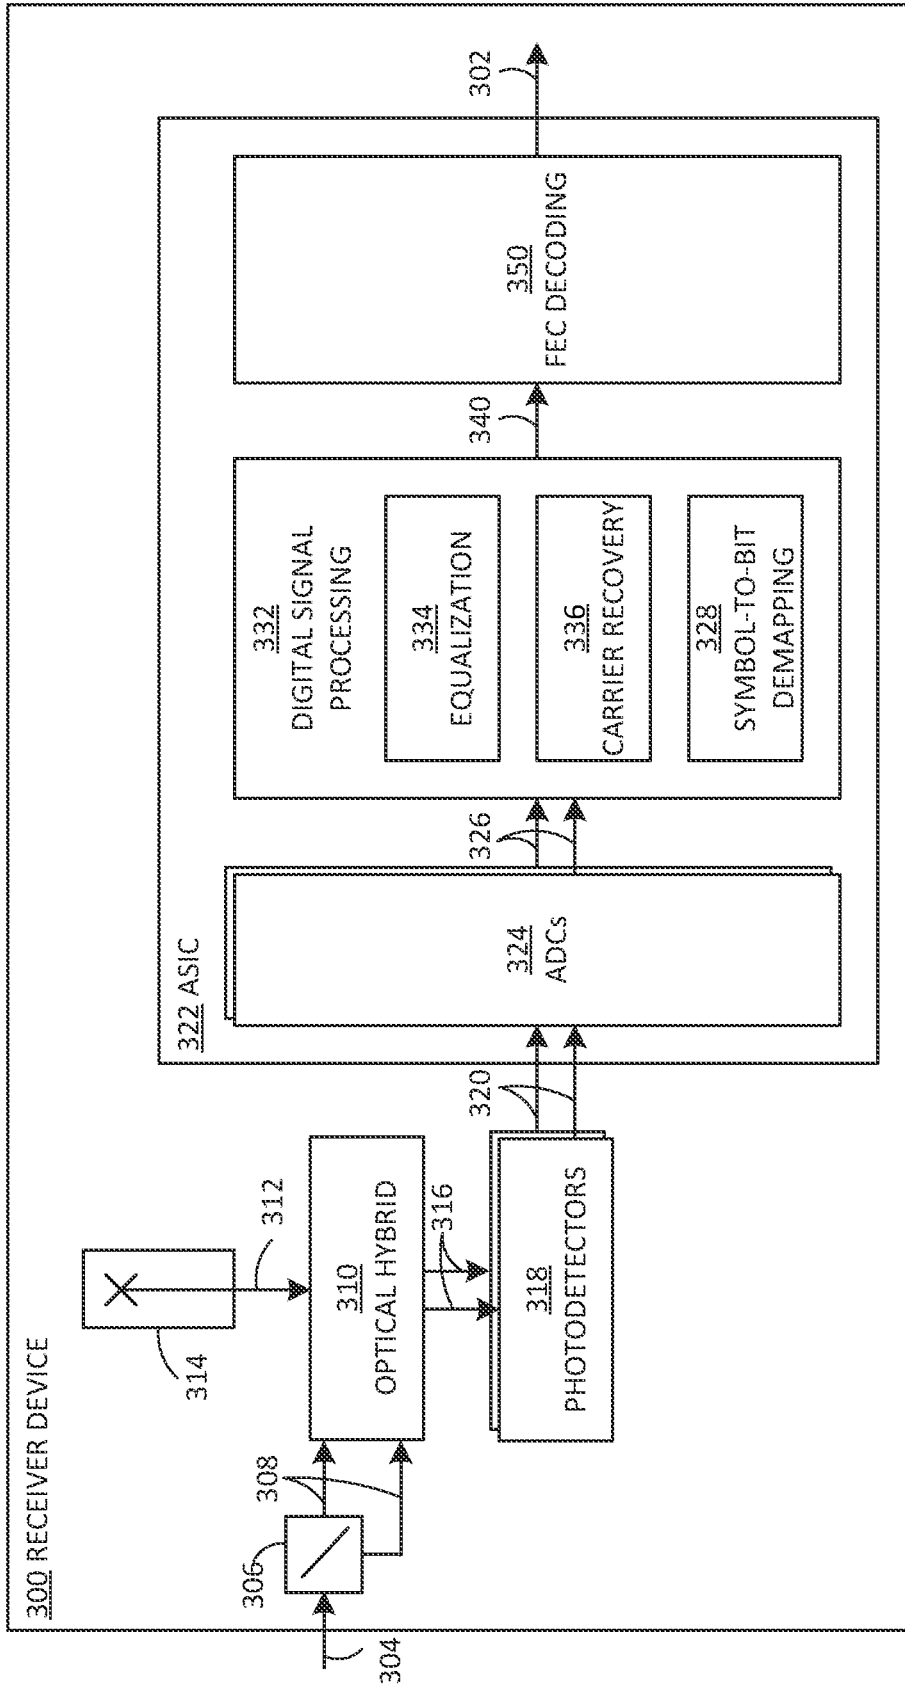 300 RECEIVER DEVICE
304
306
308
314
312
310
OPTICAL HYBRID
316
318
PHOTODETECTORS
320
322 ASIC
324
ADCs
326
332
DIGITAL SIGNAL
PROCESSING
334
EQUALIZATION
336
CARRIER RECOVERY
328
SYMBOL-TO-BIT
DEMAPPING
340
350
FEC DECODING
302